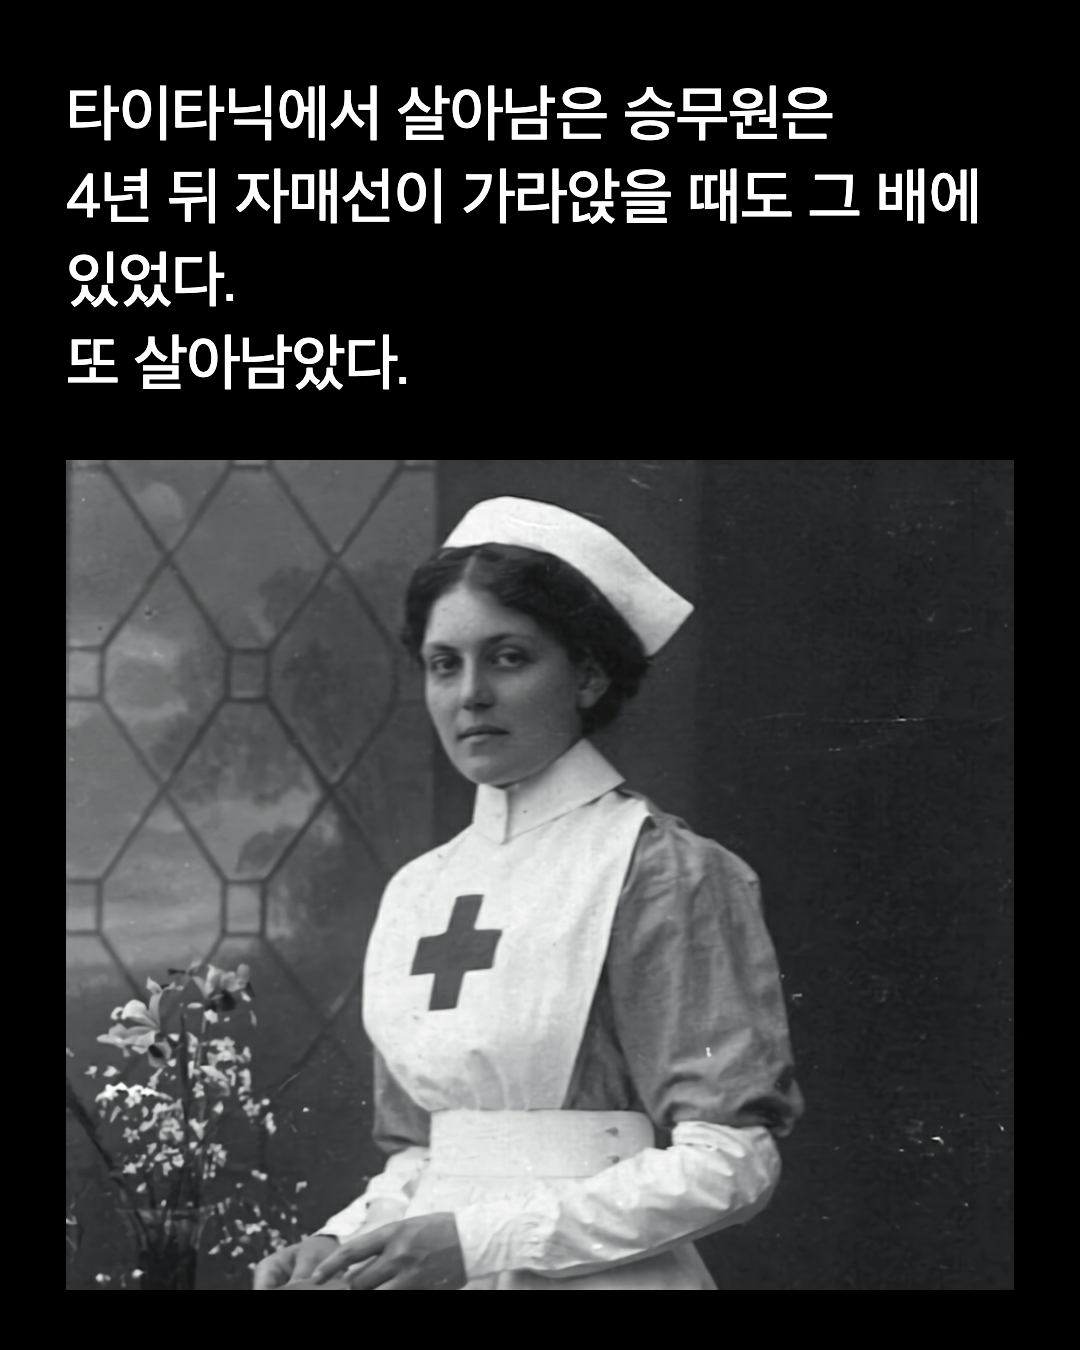 타이타닉에서 살아남은 승무원은
4년 뒤 자매선이 가라앉을 때도 그 배에
있었다.
또 살아남았다.